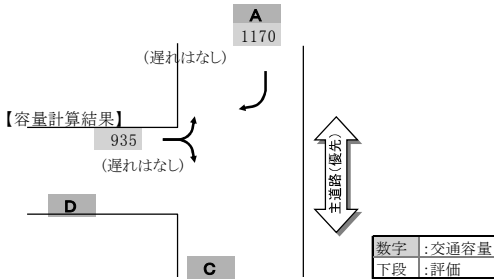 A
1170
(遅れはなし)
【容量計算結果】
935
(遅れはなし)
主道路(優先)
D
C
数字 :交通容量
下段 :評価